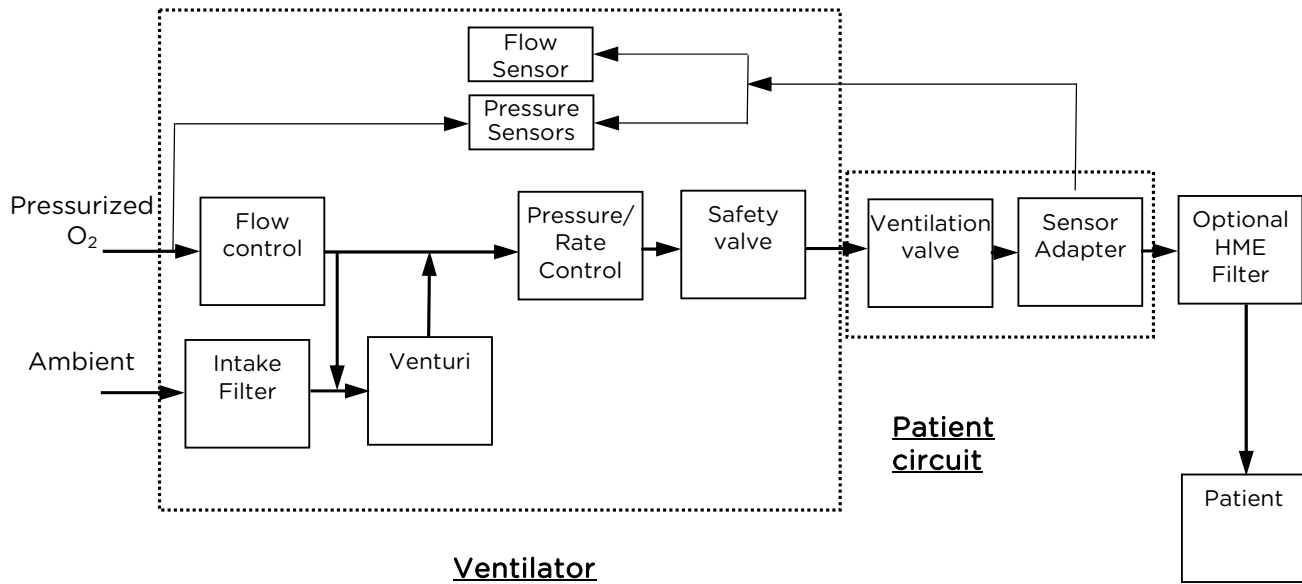 Flow
Sensor
Pressure
Sensors
Pressurized
O₂
Flow
control
Pressure/
Rate
Control
Safety
valve
Ventilation
valve
Sensor
Adapter
Optional
HME
Filter
Ambient
Intake
Filter
Venturi
Patient
circuit
Patient
Ventilator